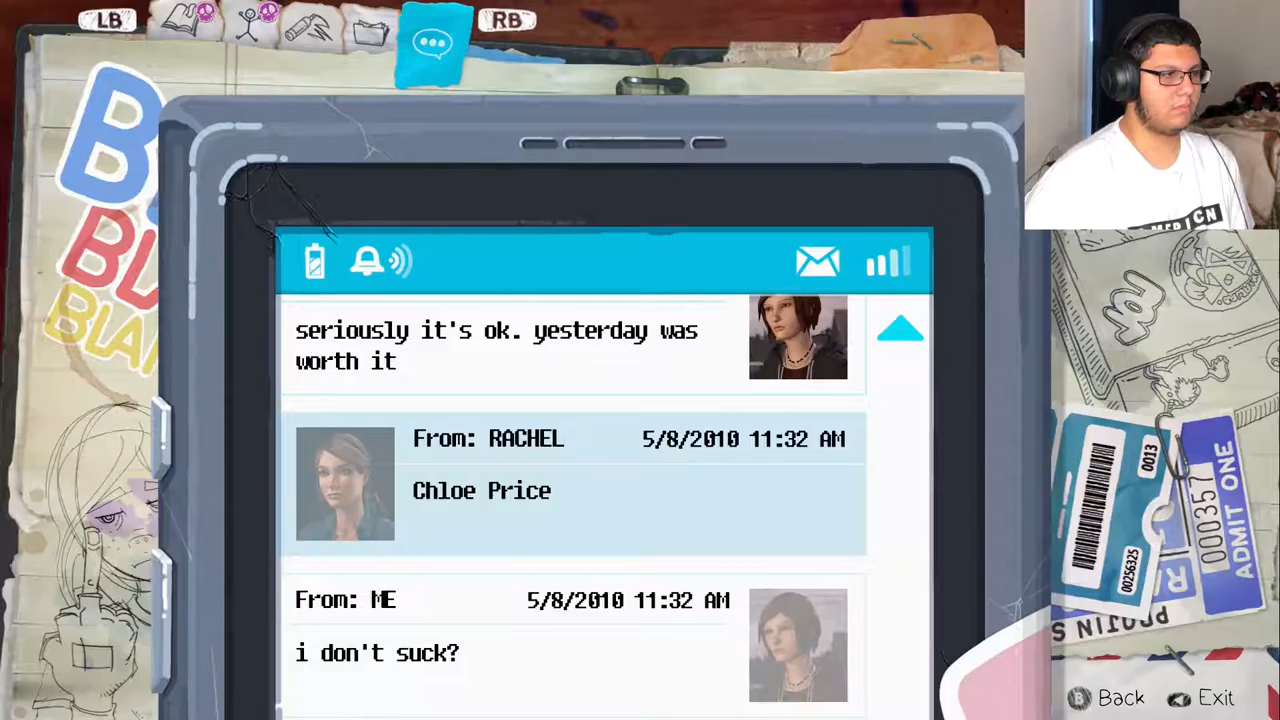 LB
RB
seriously it's ok. yesterday was
worth it
From: RACHEL
5/8/2010 11:32 AM
Chloe Price
From: ME
5/8/2010 11:32 AM
i don't suck?
0013
00256325
000357
ADMIT ONE
B Back
Exit